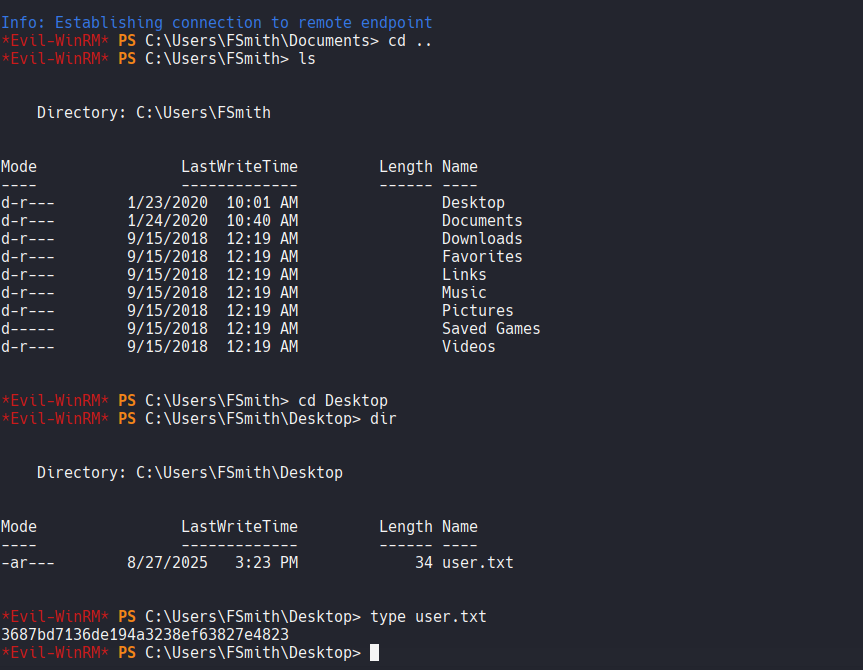 Info: Establishing connection to remote endpoint
*Evil-WinRM* PS C:\Users\FSmith\Documents> cd ..
*Evil-WinRM* PS C:\Users\FSmith> ls
    Directory: C:\Users\FSmith
Mode                LastWriteTime         Length Name
----                -------------         ------ ----
d-r---        1/23/2020  10:01 AM                Desktop
d-r---        1/24/2020  10:40 AM                Documents
d-r---        9/15/2018  12:19 AM                Downloads
d-r---        9/15/2018  12:19 AM                Favorites
d-r---        9/15/2018  12:19 AM                Links
d-r---        9/15/2018  12:19 AM                Music
d-r---        9/15/2018  12:19 AM                Pictures
d-----        9/15/2018  12:19 AM                Saved Games
d-r---        9/15/2018  12:19 AM                Videos
*Evil-WinRM* PS C:\Users\FSmith> cd Desktop
*Evil-WinRM* PS C:\Users\FSmith\Desktop> dir
    Directory: C:\Users\FSmith\Desktop
Mode                LastWriteTime         Length Name
----                -------------         ------ ----
-ar---        8/27/2025   3:23 PM             34 user.txt
*Evil-WinRM* PS C:\Users\FSmith\Desktop> type user.txt
3687bd7136de194a3238ef63827e4823
*Evil-WinRM* PS C:\Users\FSmith\Desktop>